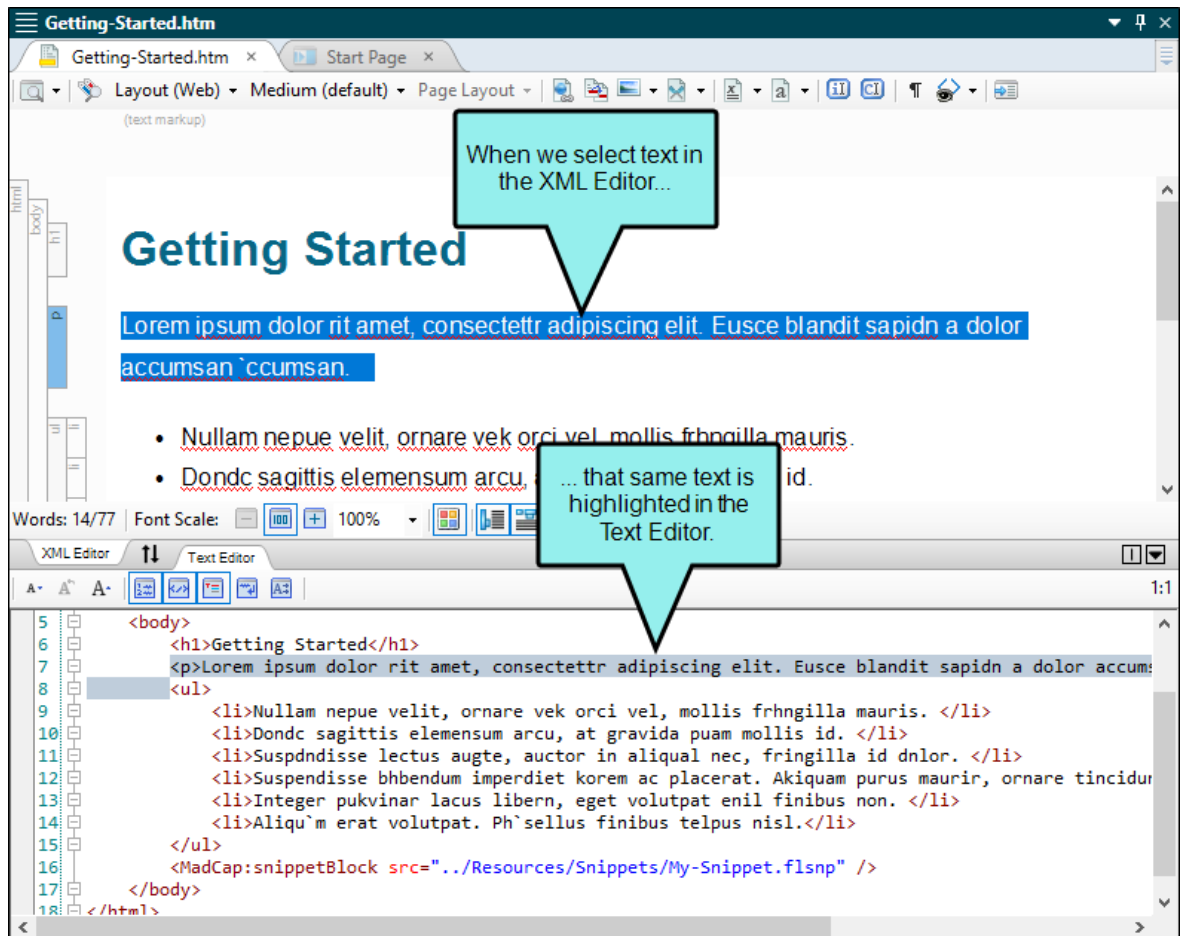 Getting-Started.htm
Getting-Started.htm × Start Page ×
Layout (Web) Medium (default) Page Layout
(text markup)
When we select text in
the XML Editor...
html
body
h1
Getting Started
p
Lorem ipsum dolor rit amet, consectettr adipiscing elit. Eusce blandit sapidn a dolor
accumsan `ccumsan.
ul
li
• Nullam nepue velit, ornare vek orci vel, mollis frhngilla mauris.
li
• Dondc sagittis elemensum arcu, a id.
... that same text is
highlighted in the
Text Editor.
Words: 14/77 Font Scale: 100 100%
XML Editor Text Editor
1:1
5 <body>
6 <h1>Getting Started</h1>
7 <p>Lorem ipsum dolor rit amet, consectettr adipiscing elit. Eusce blandit sapidn a dolor accums
8 <ul>
9 <li>Nullam nepue velit, ornare vek orci vel, mollis frhngilla mauris. </li>
10 <li>Dondc sagittis elemensum arcu, at gravida puam mollis id. </li>
11 <li>Suspdndisse lectus augte, auctor in aliqual nec, fringilla id dnlor. </li>
12 <li>Suspendisse bhbendum imperdiet korem ac placerat. Akiquam purus maurir, ornare tincidun
13 <li>Integer pukvinar lacus libern, eget volutpat enil finibus non. </li>
14 <li>Aliqu`m erat volutpat. Ph`sellus finibus telpus nisl.</li>
15 </ul>
16 <MadCap:snippetBlock src="../Resources/Snippets/My-Snippet.flsnp" />
17 </body>
18 </html>